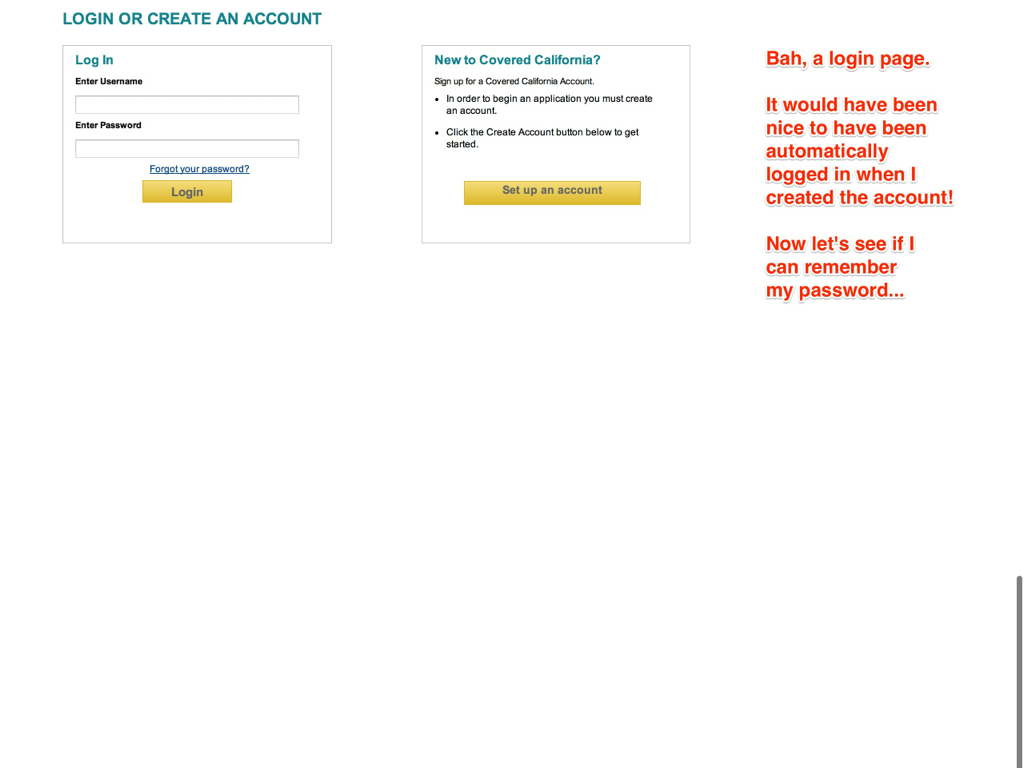 LOGIN OR CREATE AN ACCOUNT
Log In
Enter Username
Enter Password
Forgot your password?
Login
New to Covered California?
Sign up for a Covered California Account.
• In order to begin an application you must create
an account.
• Click the Create Account button below to get
started.
Set up an account
Bah, a login page.
It would have been
nice to have been
automatically
logged in when I
created the account!
Now let's see if I
can remember
my password...